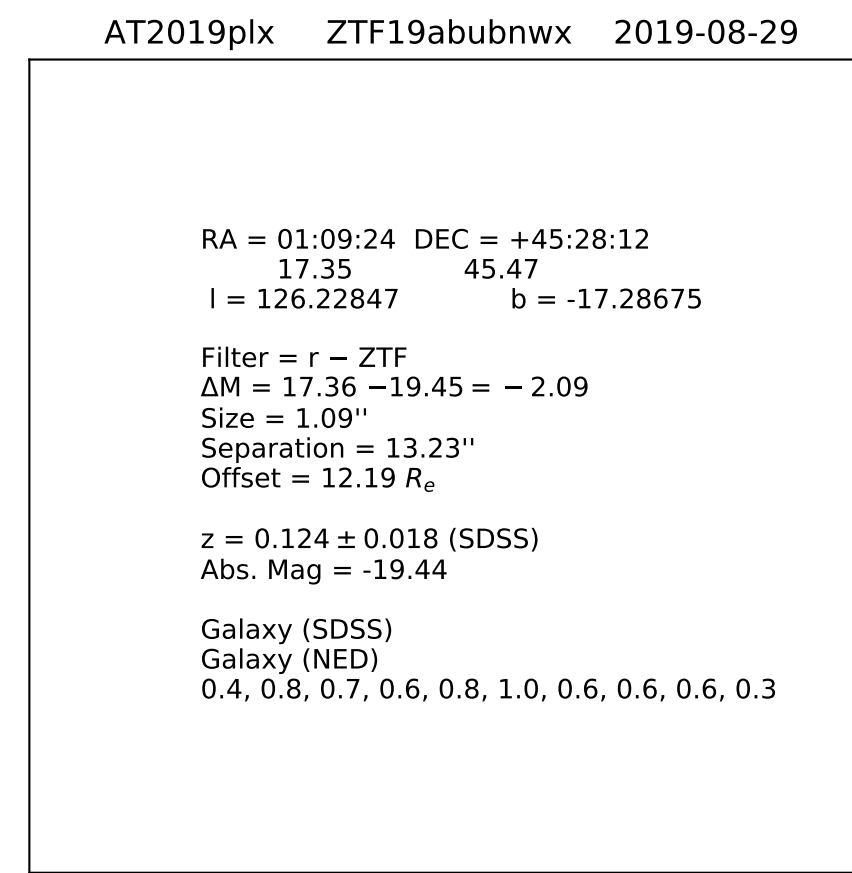 AT2019plx ZTF19abubnwx 2019-08-29
RA = 01:09:24 DEC = +45:28:12
17.35 45.47
l = 126.22847 b = -17.28675
Filter = r − ZTF
ΔM = 17.36 −19.45 = − 2.09
Size = 1.09''
Separation = 13.23''
Offset = 12.19 Rₑ
z = 0.124 ± 0.018 (SDSS)
Abs. Mag = -19.44
Galaxy (SDSS)
Galaxy (NED)
0.4, 0.8, 0.7, 0.6, 0.8, 1.0, 0.6, 0.6, 0.6, 0.3